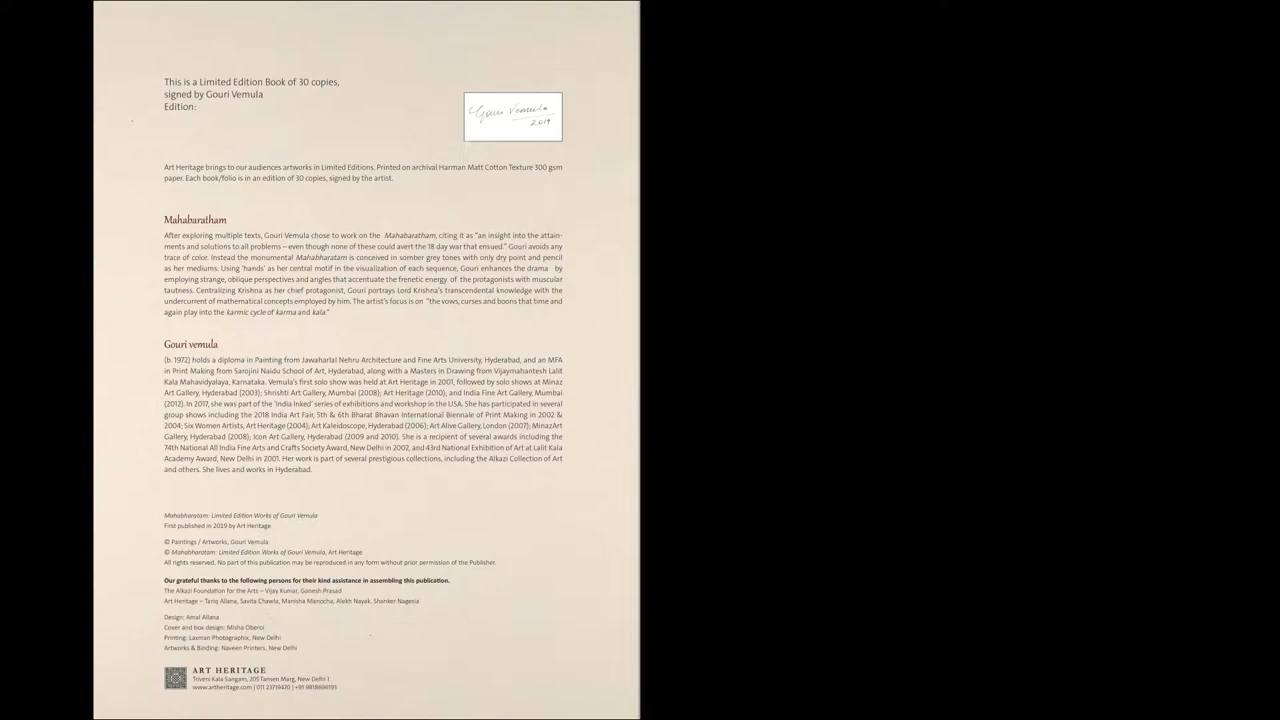 This is a Limited Edition Book of 30 copies,
signed by Gouri Vemula
Edition:
Gouri Vemula
2019
Art Heritage brings to our audiences artworks in Limited Editions. Printed on archival Harman Matt Cotton Texture 300 gsm
paper. Each book/folio is in an edition of 30 copies, signed by the artist.
Mahabaratham
After exploring multiple texts, Gouri Vemula chose to work on the Mahabaratham, citing it as "an insight into the attain-
ments and solutions to all problems – even though none of these could avert the 18 day war that ensued." Gouri avoids any
trace of color. Instead the monumental Mahabharatam is conceived in somber grey tones with only dry point and pencil
as her mediums. Using 'hands' as her central motif in the visualization of each sequence, Gouri enhances the drama by
employing strange, oblique perspectives and angles that accentuate the frenetic energy of the protagonists with muscular
tautness. Centralizing Krishna as her chief protagonist, Gouri portrays Lord Krishna's transcendental knowledge with the
undercurrent of mathematical concepts employed by him. The artist's focus is on "the vows, curses and boons that time and
again play into the karmic cycle of karma and kala."
Gouri vemula
(b. 1972) holds a diploma in Painting from Jawaharlal Nehru Architecture and Fine Arts University, Hyderabad, and an MFA
in Print Making from Sarojini Naidu School of Art, Hyderabad, along with a Masters in Drawing from Vijaymahantesh Lalit
Kala Mahavidyalaya, Karnataka. Vemula's first solo show was held at Art Heritage in 2001, followed by solo shows at Minaz
Art Gallery, Hyderabad (2003); Shrishti Art Gallery, Mumbai (2008); Art Heritage (2010); and India Fine Art Gallery, Mumbai
(2012). In 2017, she was part of the 'India Inked' series of exhibitions and workshop in the USA. She has participated in several
group shows including the 2018 India Art Fair, 5th & 6th Bharat Bhavan International Biennale of Print Making in 2002 &
2004; Six Women Artists, Art Heritage (2004); Art Kaleidoscope, Hyderabad (2006); Art Alive Gallery, London (2007); MinazArt
Gallery, Hyderabad (2008); Icon Art Gallery, Hyderabad (2009 and 2010). She is a recipient of several awards including the
74th National All India Fine Arts and Crafts Society Award, New Delhi in 2002, and 43rd National Exhibition of Art at Lalit Kala
Academy Award, New Delhi in 2001. Her work is part of several prestigious collections, including the Alkazi Collection of Art
and others. She lives and works in Hyderabad.
Mahabharatam: Limited Edition Works of Gouri Vemula
First published in 2019 by Art Heritage
© Paintings / Artworks, Gouri Vemula
© Mahabharatam: Limited Edition Works of Gouri Vemula, Art Heritage
All rights reserved. No part of this publication may be reproduced in any form without prior permission of the Publisher.
Our grateful thanks to the following persons for their kind assistance in assembling this publication.
The Alkazi Foundation for the Arts – Vijay Kumar, Ganesh Prasad
Art Heritage – Tariq Allana, Savita Chawla, Manisha Manocha, Alekh Nayak, Shanker Nagesia
Design: Amal Allana
Cover and box design: Misha Oberoi
Printing: Laxman Photographix, New Delhi
Artworks & Binding: Naveen Printers, New Delhi
ART HERITAGE
Triveni Kala Sangam, 205 Tansen Marg, New Delhi 1
www.artheritage.com | 011 23719470 | +91 9818696193